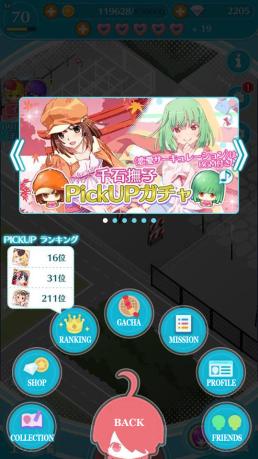 70
119628/
2205
+ 19
(恋愛サーキュレーション)は
千石撫子
PickUPガチャ
PICKUP ランキング
16位
31位
211位
GACHA
RANKING
MISSION
SHOP
PROFILE
BACK
COLLECTION
FRIENDS